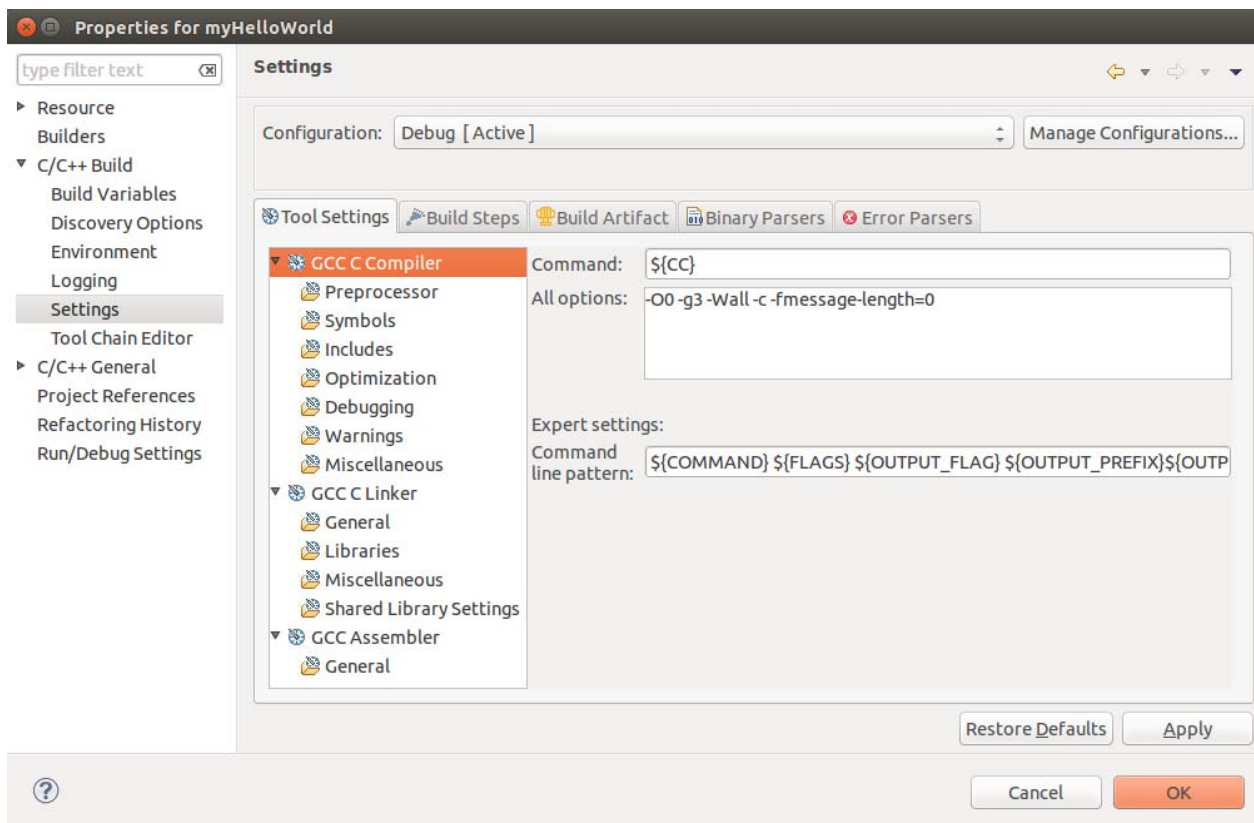 Properties for myHelloWorld
type filter text
Resource
Builders
C/C++ Build
Build Variables
Discovery Options
Environment
Logging
Settings
Tool Chain Editor
C/C++ General
Project References
Refactoring History
Run/Debug Settings
Settings
Configuration: Debug [ Active ] Manage Configurations...
Tool Settings Build Steps Build Artifact Binary Parsers Error Parsers
GCC C Compiler
Preprocessor
Symbols
Includes
Optimization
Debugging
Warnings
Miscellaneous
GCC C Linker
General
Libraries
Miscellaneous
Shared Library Settings
GCC Assembler
General
Command: ${CC}
All options: -O0 -g3 -Wall -c -fmessage-length=0
Expert settings:
Command
line pattern: ${COMMAND} ${FLAGS} ${OUTPUT_FLAG} ${OUTPUT_PREFIX}${OUTP
Restore Defaults Apply
Cancel OK